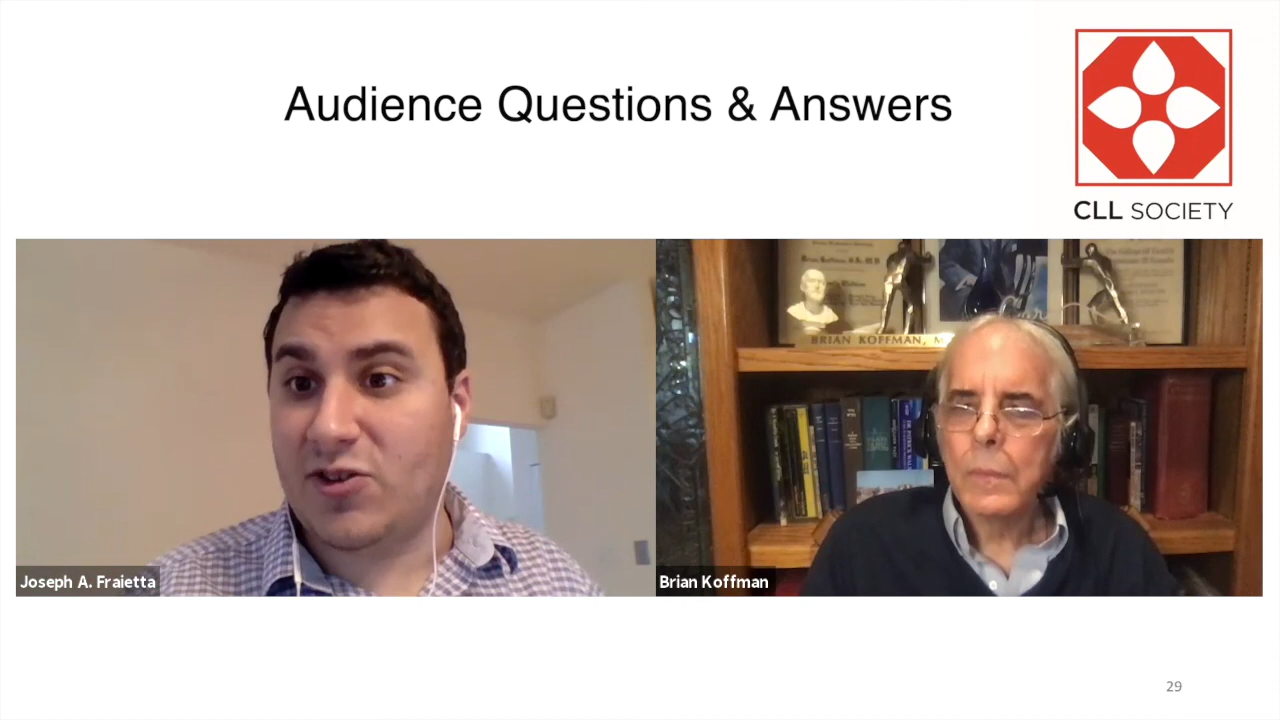 Audience Questions & Answers
CLL SOCIETY
BRIAN KOFFMAN, M
Joseph A. Fraietta
Brian Koffman
29